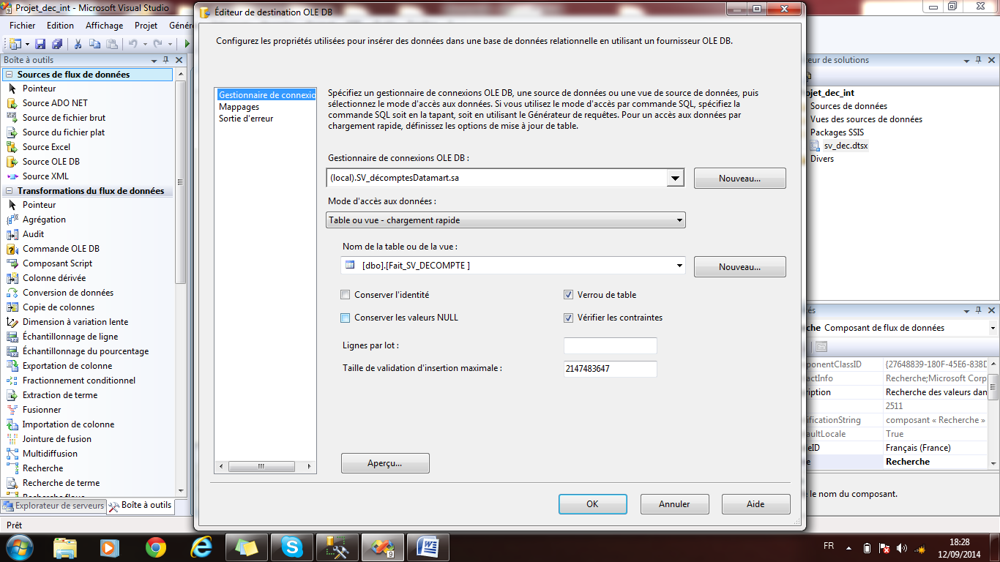 Projet_dec_int - Microsoft Visual Studio
Fichier Edition Affichage Projet Géné
Boîte à outils
Sources de flux de données
Pointeur
Source ADO NET
Source de fichier brut
Source du fichier plat
Source Excel
Source OLE DB
Source XML
Transformations du flux de données
Pointeur
Agrégation
Audit
Commande OLE DB
Composant Script
Colonne dérivée
Conversion de données
Copie de colonnes
Dimension à variation lente
Échantillonnage de ligne
Échantillonnage du pourcentage
Exportation de colonne
Fractionnement conditionnel
Extraction de terme
Fusionner
Importation de colonne
Jointure de fusion
Multidiffusion
Recherche
Recherche de terme
Recherche floue
Explorateur de serveurs
Boîte à outils
Prêt
Éditeur de destination OLE DB
Configurez les propriétés utilisées pour insérer des données dans une base de données relationnelle en utilisant un fournisseur OLE DB.
Gestionnaire de connexio
Mappages
Sortie d'erreur
Spécifiez un gestionnaire de connexions OLE DB, une source de données ou une vue de source de données, puis
sélectionnez le mode d'accès aux données. Si vous utilisez le mode d'accès par commande SQL, spécifiez la
commande SQL soit en la tapant, soit en utilisant le Générateur de requêtes. Pour un accès aux données par
chargement rapide, définissez les options de mise à jour de table.
Gestionnaire de connexions OLE DB :
(local).SV_décomptesDatamart.sa
Nouveau...
Mode d'accès aux données :
Table ou vue - chargement rapide
Nom de la table ou de la vue :
[dbo].[Fait_SV_DECOMPTE ]
Nouveau...
Conserver l'identité
Verrou de table
Conserver les valeurs NULL
Vérifier les contraintes
Lignes par lot :
Taille de validation d'insertion maximale :
2147483647
Aperçu...
OK
Annuler
Aide
eur de solutions
ojet_dec_int
Sources de données
Vues des sources de données
Packages SSIS
sv_dec.dtsx
Divers
és
che Composant de flux de données
ponentClassID {27648839-180F-45E6-838D
actInfo Recherche;Microsoft Corp
ription Recherche des valeurs dan
2511
ificationString composant « Recherche »
aultLocale True
eID Français (France)
e Recherche
le nom du composant.
FR
18:28
12/09/2014